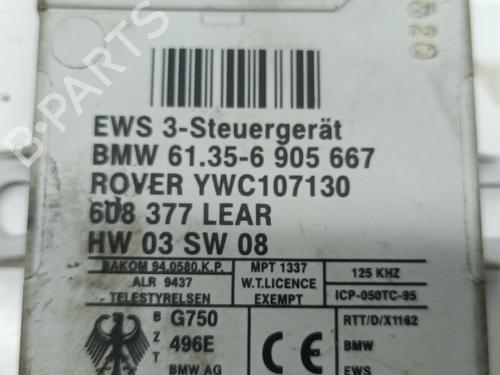 520
EWS 3-Steuergerät
BMW 61.35-6 905 667
ROVER YWC107130
608 377 LEAR
HW 03 SW 08
BAKOM 94.0580.K.P.
MPT 1337
125 KHZ
ALR 9437
W.T.LICENCE
TELESTYRELSEN
EXEMPT
ICP-050TC-95
B
Z
T
G750
496E
BMW AG
CE
RTT/D/X1162
BMW
EWS
B-PARTS